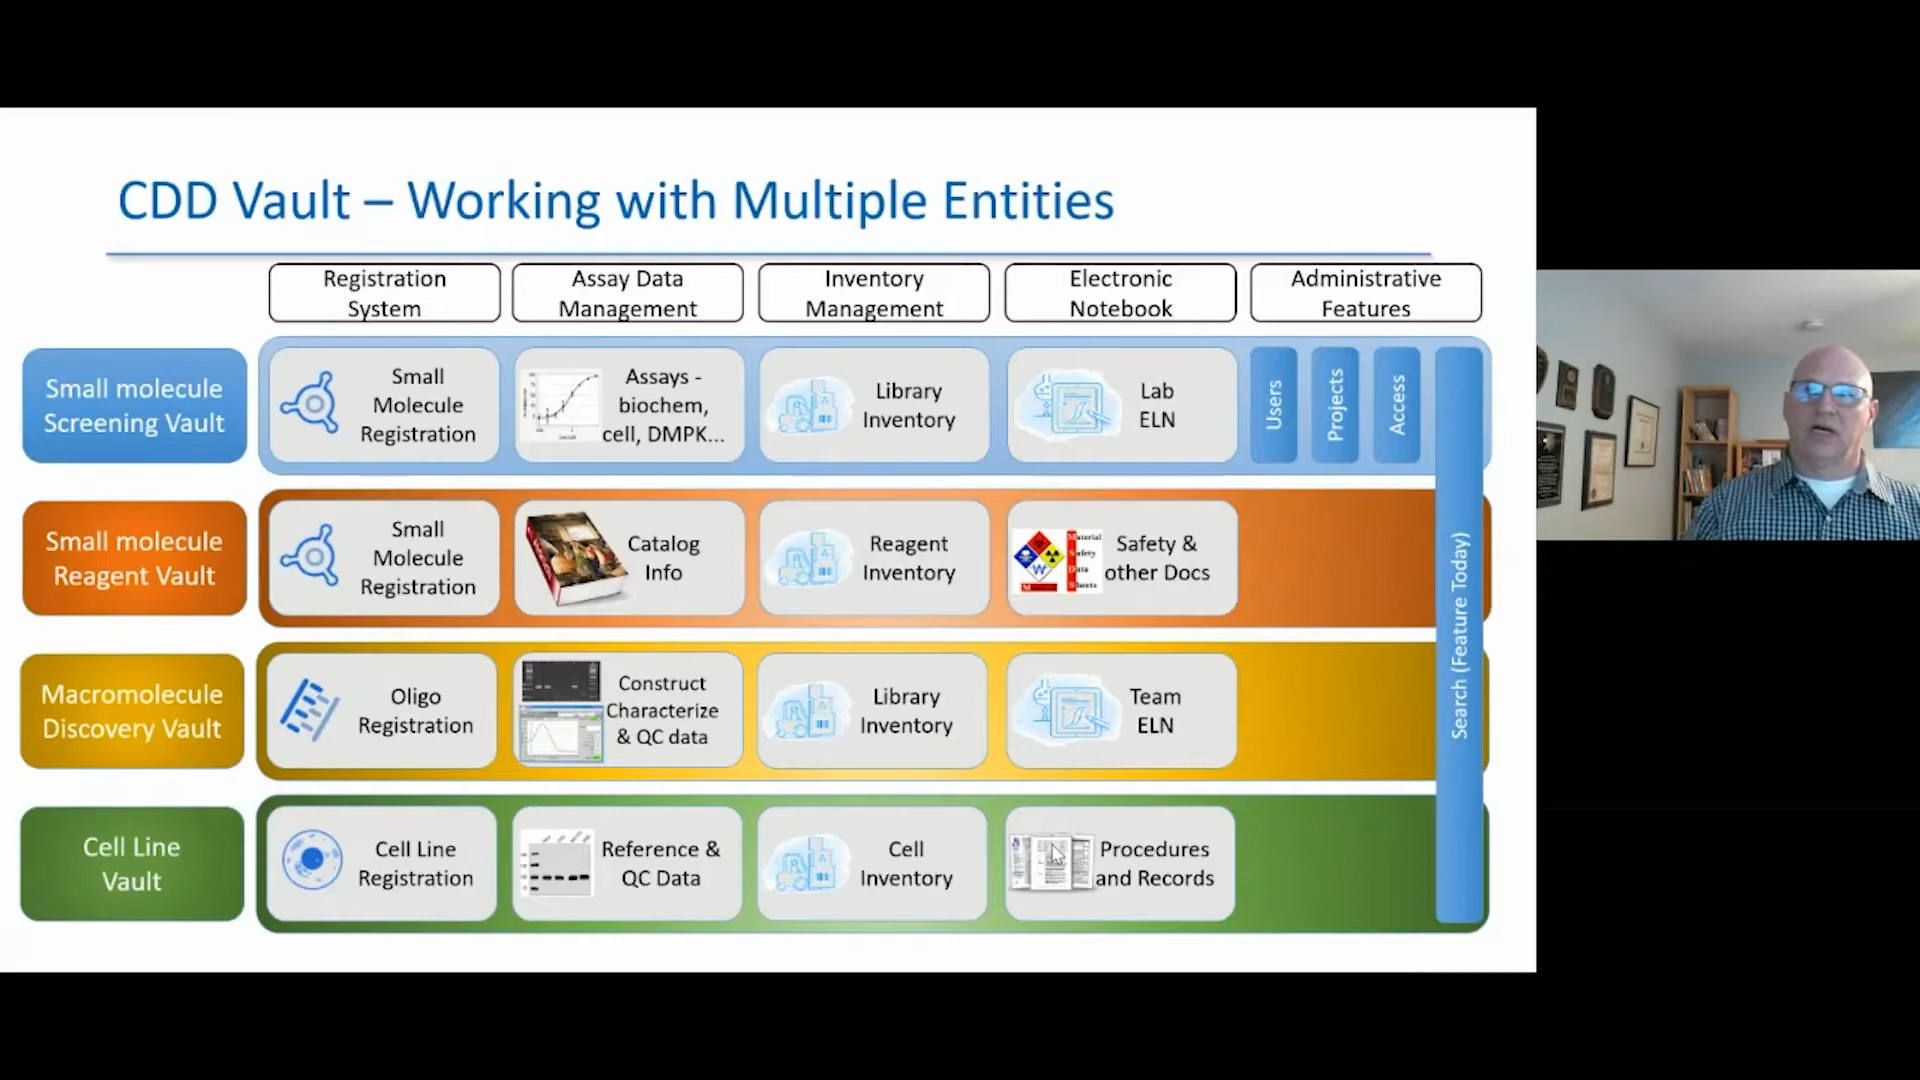 CDD Vault – Working with Multiple Entities
Registration
System
Assay Data
Management
Inventory
Management
Electronic
Notebook
Administrative
Features
Small molecule
Screening Vault
Small
Molecule
Registration
Assays -
biochem,
cell, DMPK...
Library
Inventory
Lab
ELN
Users
Projects
Access
Small molecule
Reagent Vault
Small
Molecule
Registration
Catalog
Info
Reagent
Inventory
Material
Safety
Data
Sheets
Safety &
other Docs
Search (Feature Today)
Macromolecule
Discovery Vault
Oligo
Registration
Construct
Characterize
& QC data
Library
Inventory
Team
ELN
Cell Line
Vault
Cell Line
Registration
Reference &
QC Data
Cell
Inventory
Procedures
and Records